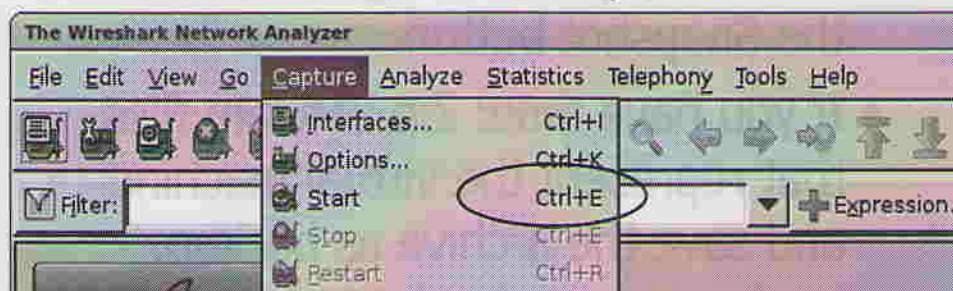 The Wireshark Network Analyzer
File Edit View Go Capture Analyze Statistics Telephony Tools Help
Interfaces... Ctrl+I
Options... Ctrl+K
Start Ctrl+E
Filter: Expression.
Stop Ctrl+E
Restart Ctrl+R